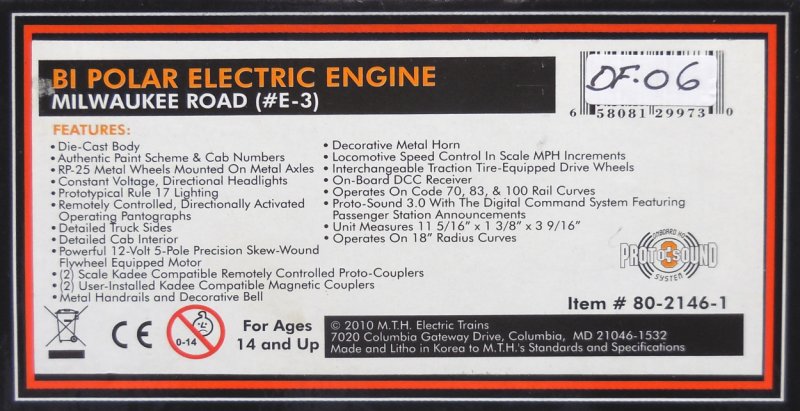 BI POLAR ELECTRIC ENGINE
MILWAUKEE ROAD (#E-3)
DF.06
6 58081 29973 0
FEATURES:
• Die-Cast Body
• Authentic Paint Scheme & Cab Numbers
• RP-25 Metal Wheels Mounted On Metal Axles
• Constant Voltage, Directional Headlights
• Prototypical Rule 17 Lighting
• Remotely Controlled, Directionally Activated
Operating Pantographs
• Detailed Truck Sides
• Detailed Cab Interior
• Powerful 12-Volt 5-Pole Precision Skew-Wound
Flywheel Equipped Motor
• (2) Scale Kadee Compatible Remotely Controlled Proto-Couplers
• (2) User-Installed Kadee Compatible Magnetic Couplers
• Metal Handrails and Decorative Bell
• Decorative Metal Horn
• Locomotive Speed Control In Scale MPH Increments
• Interchangeable Traction Tire-Equipped Drive Wheels
• On-Board DCC Receiver
• Operates On Code 70, 83, & 100 Rail Curves
• Proto-Sound 3.0 With The Digital Command System Featuring
Passenger Station Announcements
• Unit Measures 11 5/16" x 1 3/8" x 3 9/16"
• Operates On 18" Radius Curves
ONBOARD HO
PROTO 3 SOUND
SYSTEM
Item # 80-2146-1
CE
0-14
For Ages
14 and Up
© 2010 M.T.H. Electric Trains
7020 Columbia Gateway Drive, Columbia, MD 21046-1532
Made and Litho in Korea to M.T.H.'s Standards and Specifications